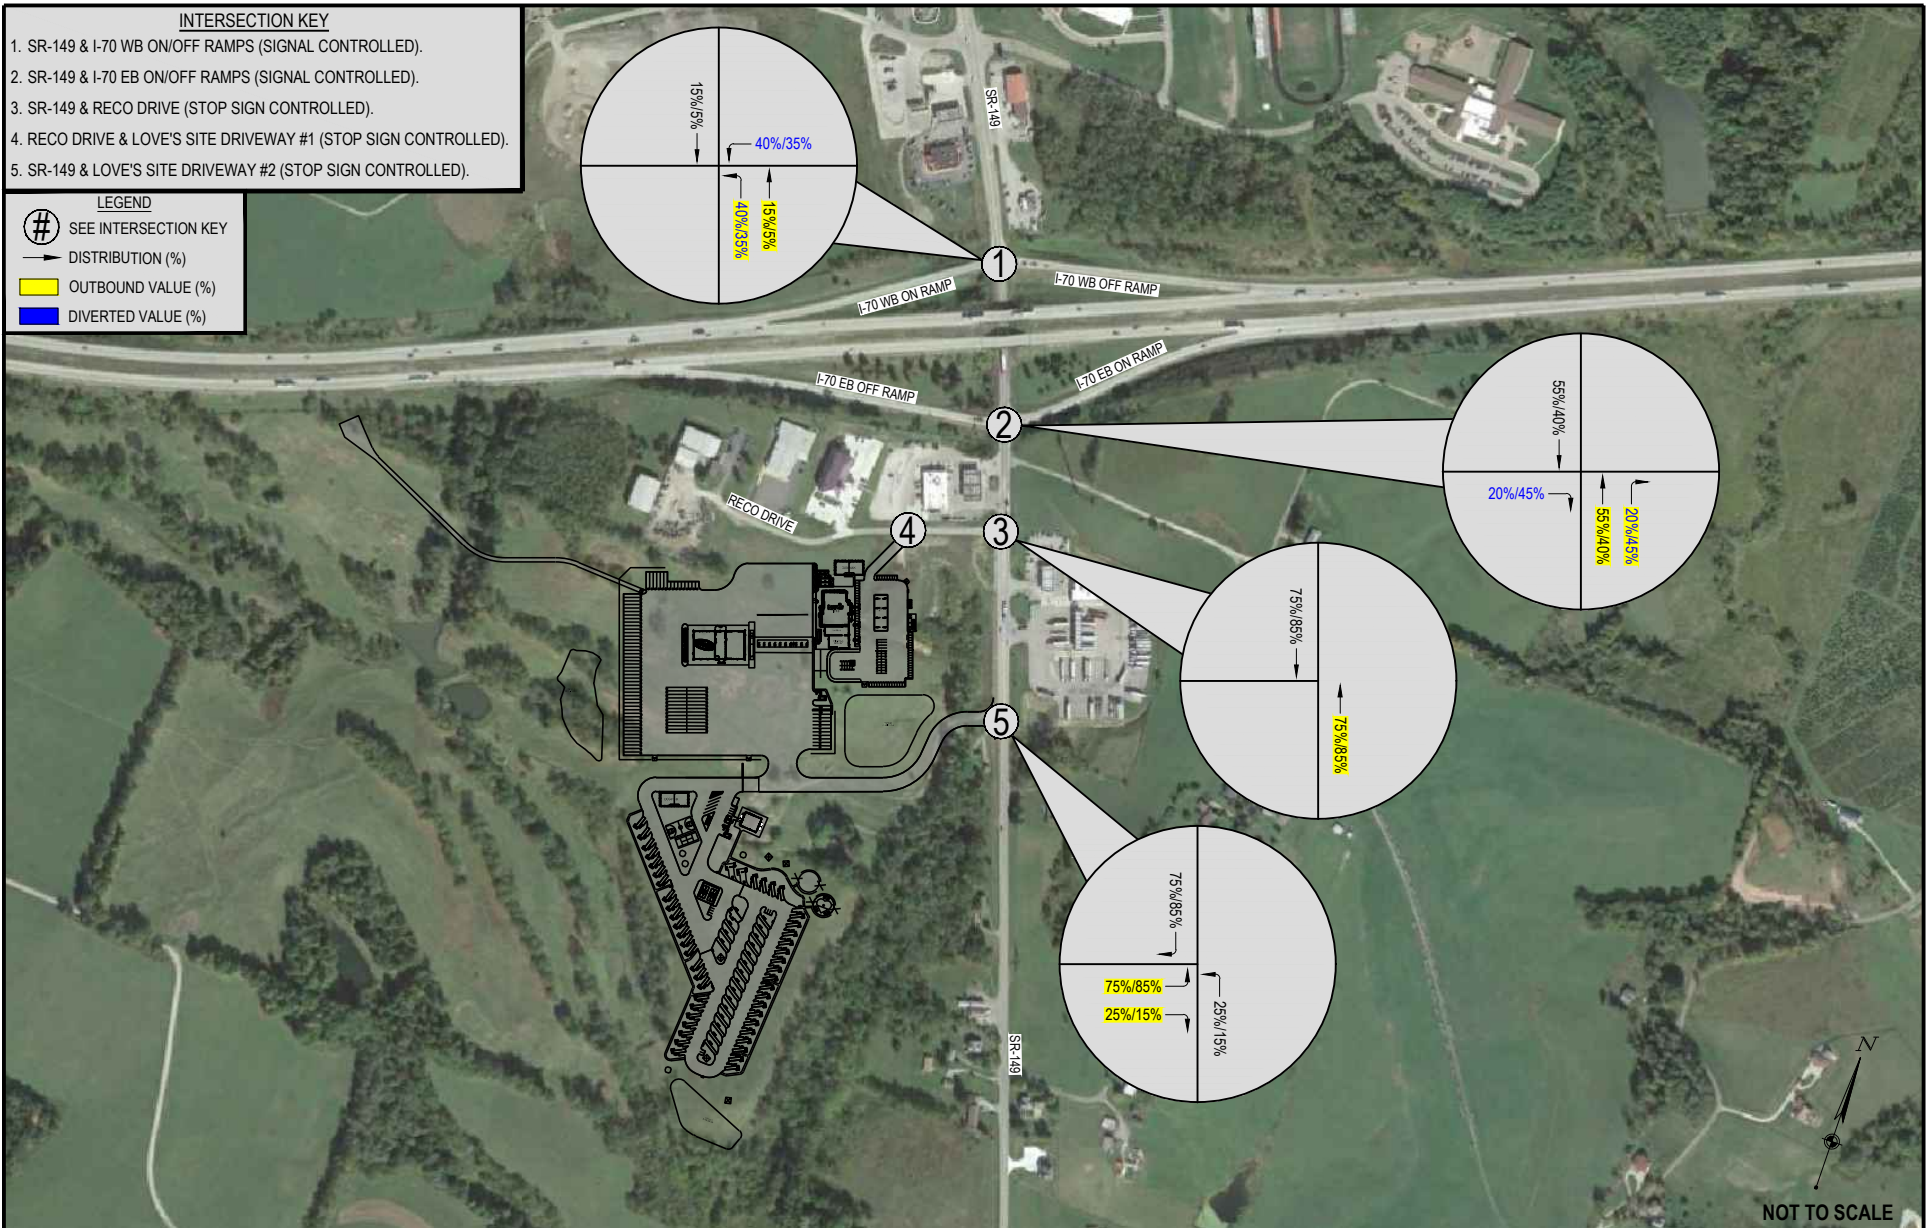 INTERSECTION KEY
1. SR-149 & I-70 WB ON/OFF RAMPS (SIGNAL CONTROLLED).
2. SR-149 & I-70 EB ON/OFF RAMPS (SIGNAL CONTROLLED).
3. SR-149 & RECO DRIVE (STOP SIGN CONTROLLED).
4. RECO DRIVE & LOVE'S SITE DRIVEWAY #1 (STOP SIGN CONTROLLED).
5. SR-149 & LOVE'S SITE DRIVEWAY #2 (STOP SIGN CONTROLLED).
LEGEND
# SEE INTERSECTION KEY
DISTRIBUTION (%)
OUTBOUND VALUE (%)
DIVERTED VALUE (%)
15%/5%
40%/35%
40%/35%
15%/5%
SR-149
1
I-70 WB ON RAMP
I-70 WB OFF RAMP
I-70 EB OFF RAMP
I-70 EB ON RAMP
2
55%/40%
20%/45%
55%/40%
20%/45%
RECO DRIVE
4
3
75%/85%
75%/85%
5
75%/85%
75%/85%
25%/15%
25%/15%
SR-149
N
NOT TO SCALE